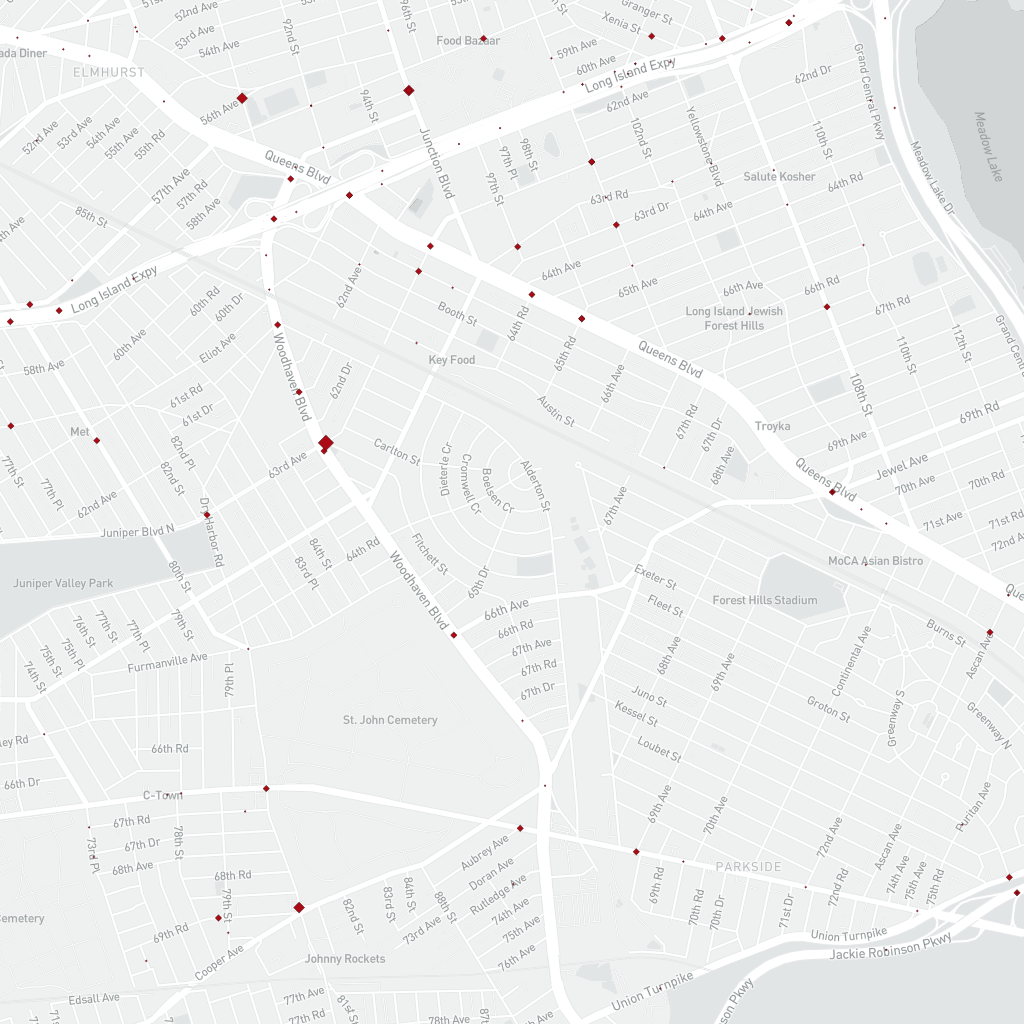 51st
52nd Ave
53rd Ave
54th Ave
92nd St
96th St
Food Bazaar
Granger St
Xenia St
59th Ave
60th Ave
Long Island Expy
62nd Dr
Grand Central Pkwy
ada Diner
ELMHURST
56th Ave
94th St
62nd Ave
102nd St
Yellowstone Blvd
110th St
Meadow Lake
Meadow Lake Dr
52nd Ave
53rd Ave
54th Ave
55th Ave
55th Rd
Queens Blvd
Junction Blvd
97th Pl
98th St
97th St
Salute Kosher
64th Rd
57th Ave
57th Rd
58th Ave
63rd Rd
63rd Dr
64th Ave
85th St
Long Island Expy
62nd Ave
64th Ave
65th Ave
66th Ave
66th Rd
67th Rd
60th Rd
60th Dr
Booth St
64th Rd
65th Rd
66th Ave
Long Island Jewish
Forest Hills
110th St
112th St
Grand Central
60th Ave
Eliot Ave
Woodhaven Blvd
62nd Dr
Key Food
Queens Blvd
58th Ave
61st Rd
61st Dr
Austin St
67th Rd
67th Dr
68th Ave
108th St
69th Rd
Troyka
69th Ave
Met
82nd Pl
82nd St
63rd Ave
Carlton St
Dieterle Cr
Cromwell Cr
Boelsen Cr
Alderton St
Queens Blvd
Jewel Ave
70th Ave
70th Rd
77th St
77th Pl
62nd Ave
Dry Harbor Rd
67th Ave
71st Ave
71st Rd
72nd Ave
Juniper Blvd N
84th St
83rd Pl
64th Rd
Woodhaven Blvd
Fitchett St
65th Dr
MoCA Asian Bistro
Juniper Valley Park
80th St
Exeter St
Fleet St
Forest Hills Stadium
66th Ave
66th Rd
67th Ave
67th Rd
67th Dr
76th St
77th St
77th Pl
79th St
75th St
75th Pl
74th St
Furmanville Ave
79th Pl
68th Ave
69th Ave
Continental Ave
Burns St
Ascan Ave
St. John Cemetery
Juno St
Kessel St
Loubet St
Groton St
Greenway S
Greenway N
66th Rd
66th Dr
C-Town
67th Rd
67th Dr
68th Ave
73rd Pl
78th St
69th Ave
70th Ave
72nd Ave
Puritan Ave
Ascan Ave
Aubrey Ave
Doran Ave
Rutledge Ave
74th Ave
75th Ave
76th Ave
PARKSIDE
68th Rd
79th St
69th Rd
82nd St
83rd St
84th St
88th St
73rd Ave
69th Rd
70th Rd
70th Dr
71st Dr
72nd Rd
74th Ave
75th Ave
75th Rd
Cemetery
Cooper Ave
Johnny Rockets
Union Turnpike
Jackie Robinson Pkwy
Union Turnpike
Edsall Ave
77th Ave
77th Rd
81st St
78th Ave
87th